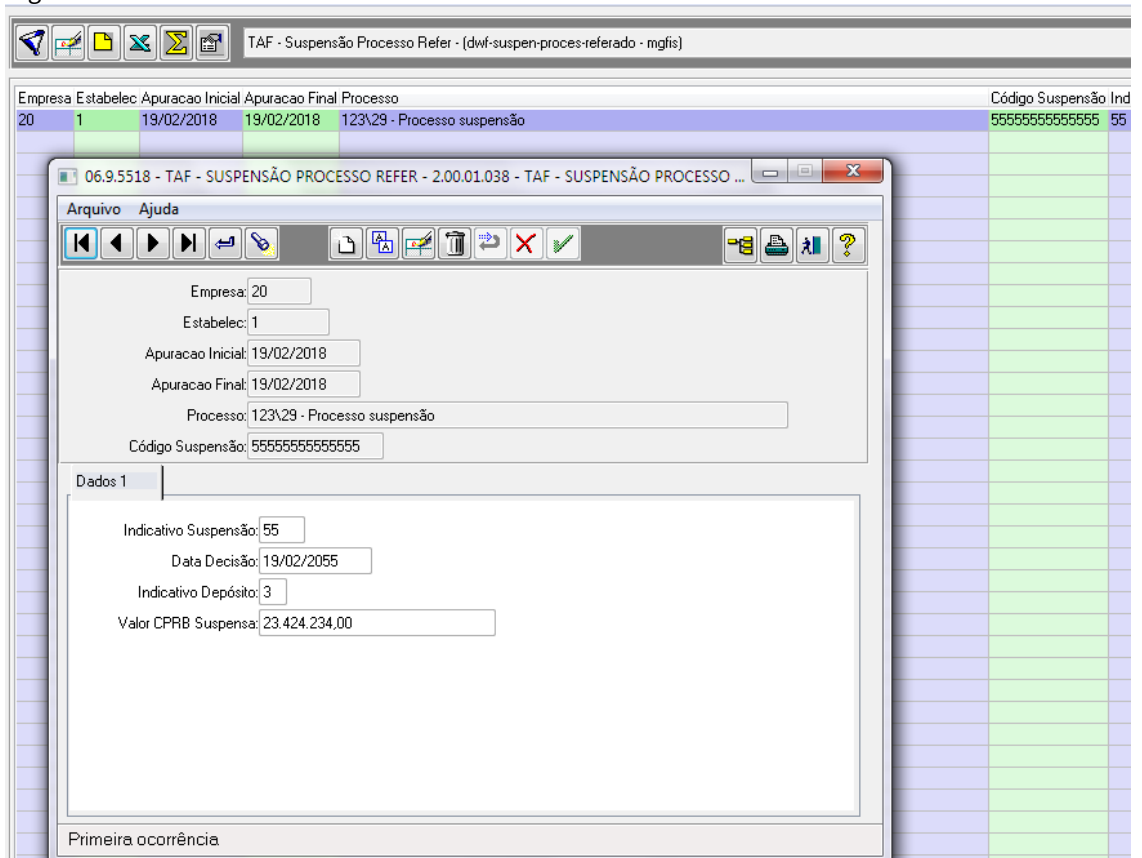 TAF - Suspensão Processo Refer - (dwf-suspen-proces-referado - mgfis)
Empresa Estabelec Apuracao Inicial Apuracao Final Processo Código Suspensão Ind
20 1 19/02/2018 19/02/2018 123\29 - Processo suspensão 55555555555555 55
06.9.5518 - TAF - SUSPENSÃO PROCESSO REFER - 2.00.01.038 - TAF - SUSPENSÃO PROCESSO ...
Arquivo Ajuda
Empresa: 20
Estabelec: 1
Apuracao Inicial: 19/02/2018
Apuracao Final: 19/02/2018
Processo: 123\29 - Processo suspensão
Código Suspensão: 55555555555555
Dados 1
Indicativo Suspensão: 55
Data Decisão: 19/02/2055
Indicativo Depósito: 3
Valor CPRB Suspensa: 23.424.234,00
Primeira ocorrência